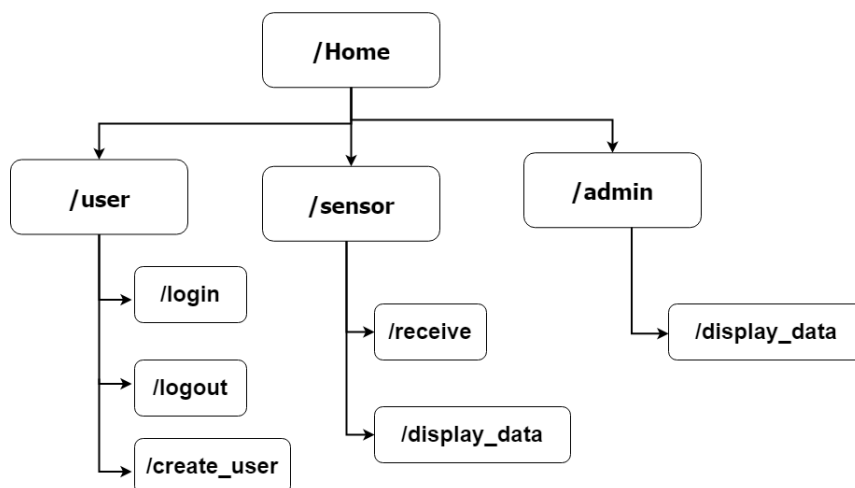 /Home
/user
/sensor
/admin
/login
/receive
/display_data
/logout
/display_data
/create_user